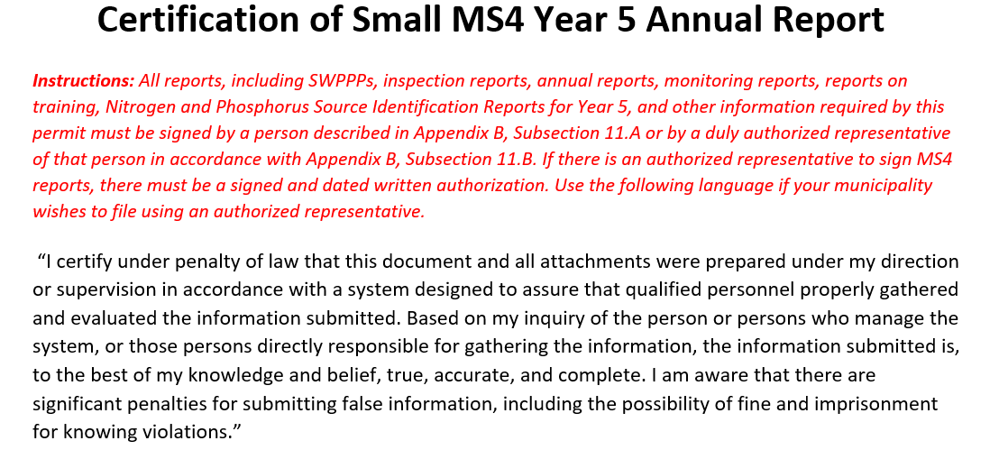 Certification of Small MS4 Year 5 Annual Report
Instructions: All reports, including SWPPPs, inspection reports, annual reports, monitoring reports, reports on
training, Nitrogen and Phosphorus Source Identification Reports for Year 5, and other information required by this
permit must be signed by a person described in Appendix B, Subsection 11.A or by a duly authorized representative
of that person in accordance with Appendix B, Subsection 11.B. If there is an authorized representative to sign MS4
reports, there must be a signed and dated written authorization. Use the following language if your municipality
wishes to file using an authorized representative.
“I certify under penalty of law that this document and all attachments were prepared under my direction
or supervision in accordance with a system designed to assure that qualified personnel properly gathered
and evaluated the information submitted. Based on my inquiry of the person or persons who manage the
system, or those persons directly responsible for gathering the information, the information submitted is,
to the best of my knowledge and belief, true, accurate, and complete. I am aware that there are
significant penalties for submitting false information, including the possibility of fine and imprisonment
for knowing violations.”